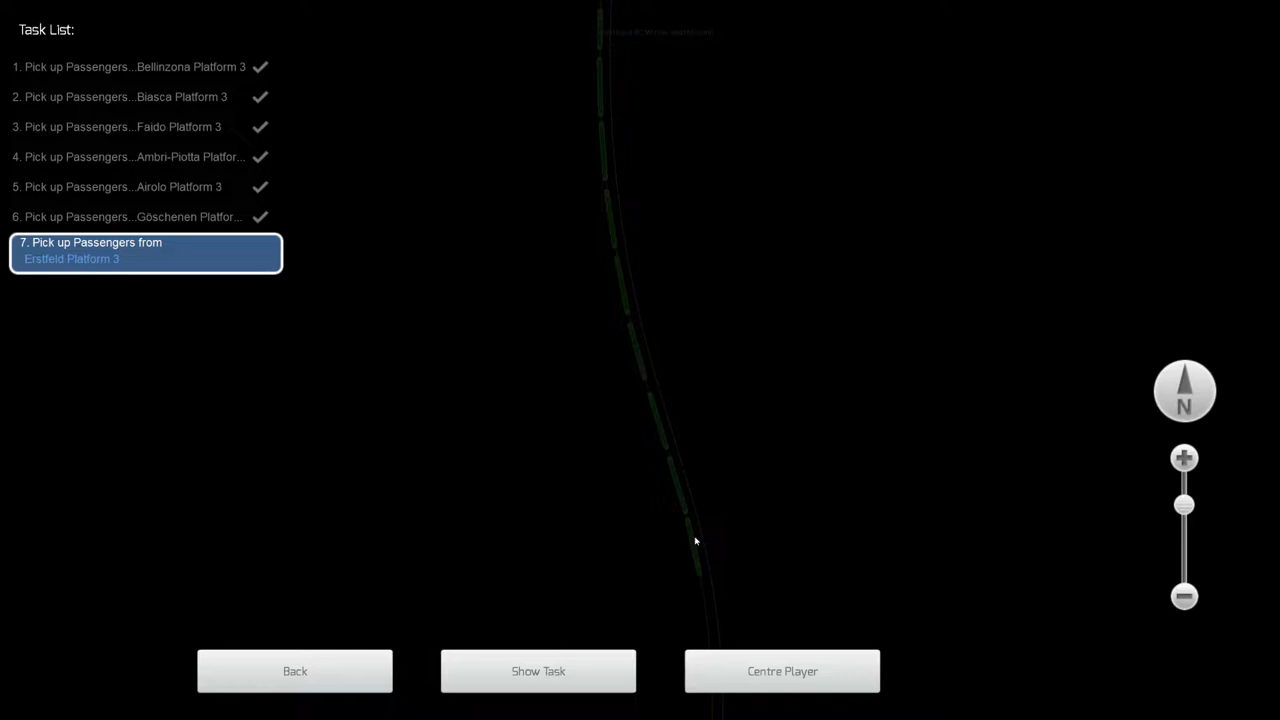 Task List:
1. Pick up Passengers...Bellinzona Platform 3
2. Pick up Passengers...Biasca Platform 3
3. Pick up Passengers...Faido Platform 3
4. Pick up Passengers...Ambri-Piotta Platfor...
5. Pick up Passengers...Airolo Platform 3
6. Pick up Passengers...Göschenen Platfor...
7. Pick up Passengers from
Erstfeld Platform 3
N
Back
Show Task
Centre Player